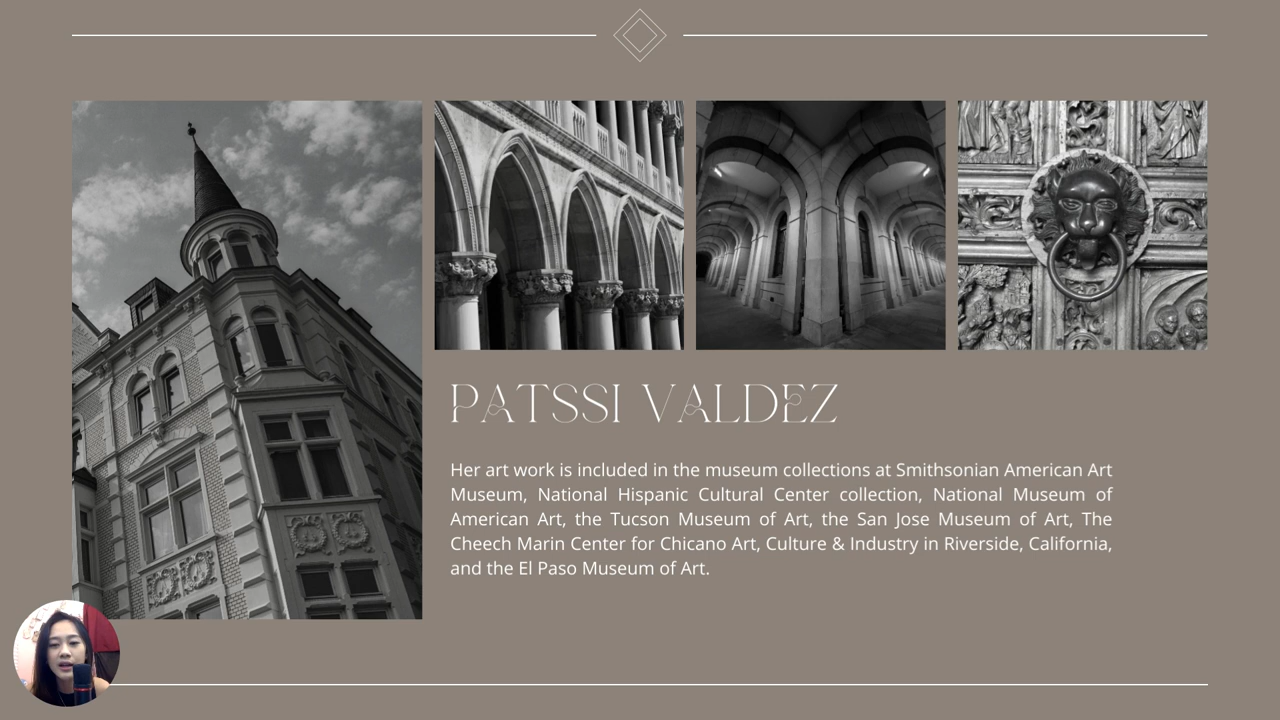 PATSSI VALDEZ
Her art work is included in the museum collections at Smithsonian American Art
Museum, National Hispanic Cultural Center collection, National Museum of
American Art, the Tucson Museum of Art, the San Jose Museum of Art, The
Cheech Marin Center for Chicano Art, Culture & Industry in Riverside, California,
and the El Paso Museum of Art.